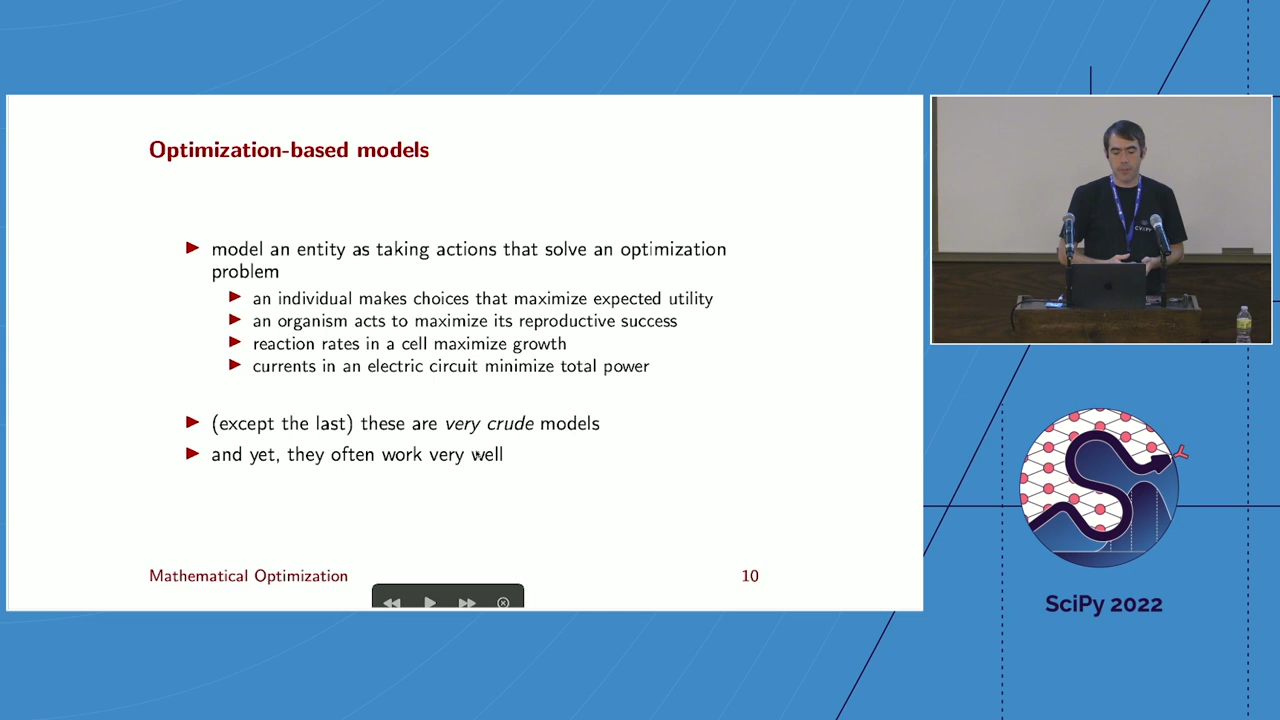 Optimization-based models
model an entity as taking actions that solve an optimization
problem
an individual makes choices that maximize expected utility
an organism acts to maximize its reproductive success
reaction rates in a cell maximize growth
currents in an electric circuit minimize total power
(except the last) these are very crude models
and yet, they often work very well
Mathematical Optimization
10
CVXPY
SciPy 2022